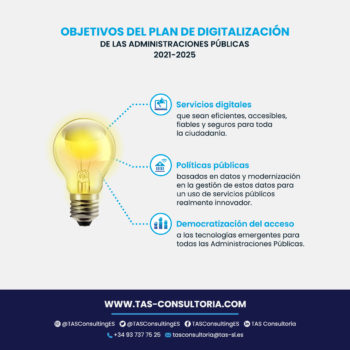 OBJETIVOS DEL PLAN DE DIGITALIZACIÓN
DE LAS ADMINISTRACIONES PÚBLICAS
2021-2025
Servicios digitales
que sean eficientes, accesibles,
fiables y seguros para toda
la ciudadanía.
Políticas públicas
basados en datos y modernización
en la gestión de estos datos para
un uso de servicios públicos
realmente innovador.
Democratización del acceso
a las tecnologías emergentes para
todas las Administraciones Públicas.
WWW.TAS-CONSULTORIA.COM
@TASConsultingES @TASConsultingES @TASConsultingES TAS Consultoria
+34 93 737 75 25 tasconsultoria@tas-sl.es